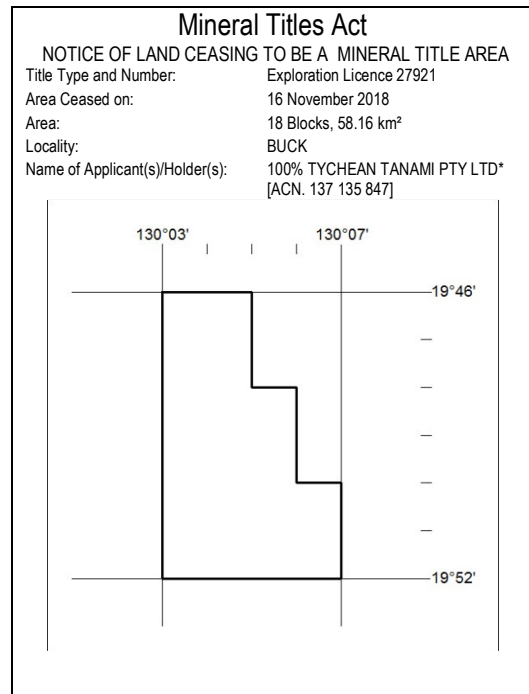 Mineral Titles Act
NOTICE OF LAND CEASING TO BE A MINERAL TITLE AREA
Title Type and Number: Exploration Licence 27921
Area Ceased on: 16 November 2018
Area: 18 Blocks, 58.16 km²
Locality: BUCK
Name of Applicant(s)/Holder(s): 100% TYCHEAN TANAMI PTY LTD*
[ACN. 137 135 847]
130°03' 130°07'
19°46'
19°52'